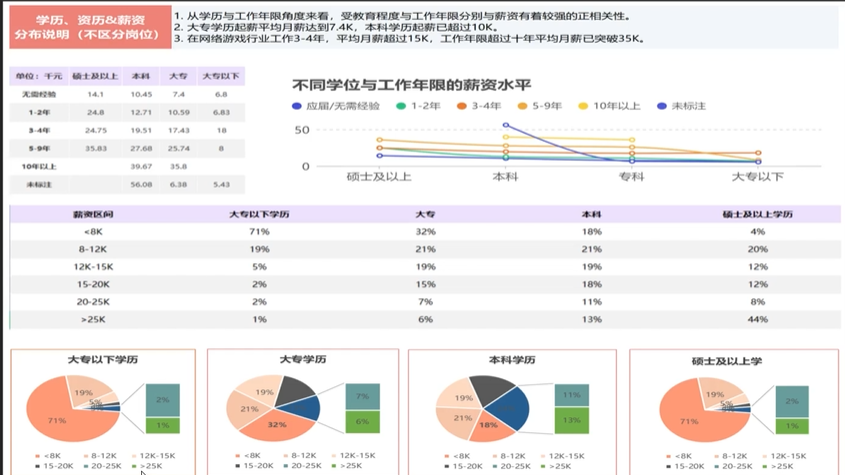 学历、资历&薪资
分布说明（不区分岗位）
1. 从学历与工作年限角度来看，受教育程度与工作年限分别与薪资有着较强的正相关性。
2. 大专学历起薪平均月薪达到7.4K，本科学历起薪已超过10K。
3. 在网络游戏行业工作3-4年，平均月薪超过15K，工作年限超过十年平均月薪已突破35K。
单位：千元 硕士及以上 本科 大专 大专以下
无需经验 14.1 10.45 7.4 6.8
1-2年 24.8 12.71 10.59 6.83
3-4年 24.75 19.51 17.43 18
5-9年 35.83 27.68 25.74 8
10年以上 39.67 35.8
未标注 56.08 6.38 5.43
不同学位与工作年限的薪资水平
应届/无需经验 1-2年 3-4年 5-9年 10年以上 未标注
50
0
硕士及以上 本科 专科 大专以下
薪资区间 大专以下学历 大专 本科 硕士及以上学历
<8K 71% 32% 18% 4%
8-12K 19% 21% 21% 20%
12K-15K 5% 19% 19% 12%
15-20K 2% 15% 18% 12%
20-25K 2% 7% 11% 8%
>25K 1% 6% 13% 44%
大专以下学历
19%
5%
71%
2%
1%
<8K 8-12K 12K-15K
15-20K 20-25K >25K
大专学历
19%
21%
32%
7%
6%
<8K 8-12K 12K-15K
15-20K 20-25K >25K
本科学历
19%
21%
18%
11%
13%
<8K 8-12K 12K-15K
15-20K 20-25K >25K
硕士及以上学
19%
71%
2%
1%
<8K 8-12K 12K-15K
15-20K 20-25K >25K